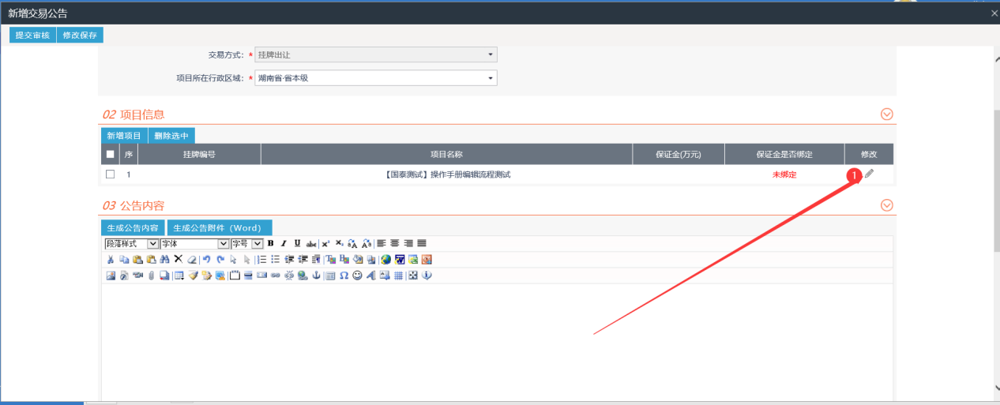 新增交易公告
提交审核 修改保存
交易方式: * 挂牌出让
项目所在行政区域: * 湖南省·省本级
02 项目信息
新增项目 删除选中
序 挂牌编号 项目名称 保证金(万元) 保证金是否绑定 修改
1 【国泰测试】操作手册编辑流程测试 未绑定 1
03 公告内容
生成公告内容 生成公告附件（Word）
段落样式 字体 字号 B I U abc x² x₂